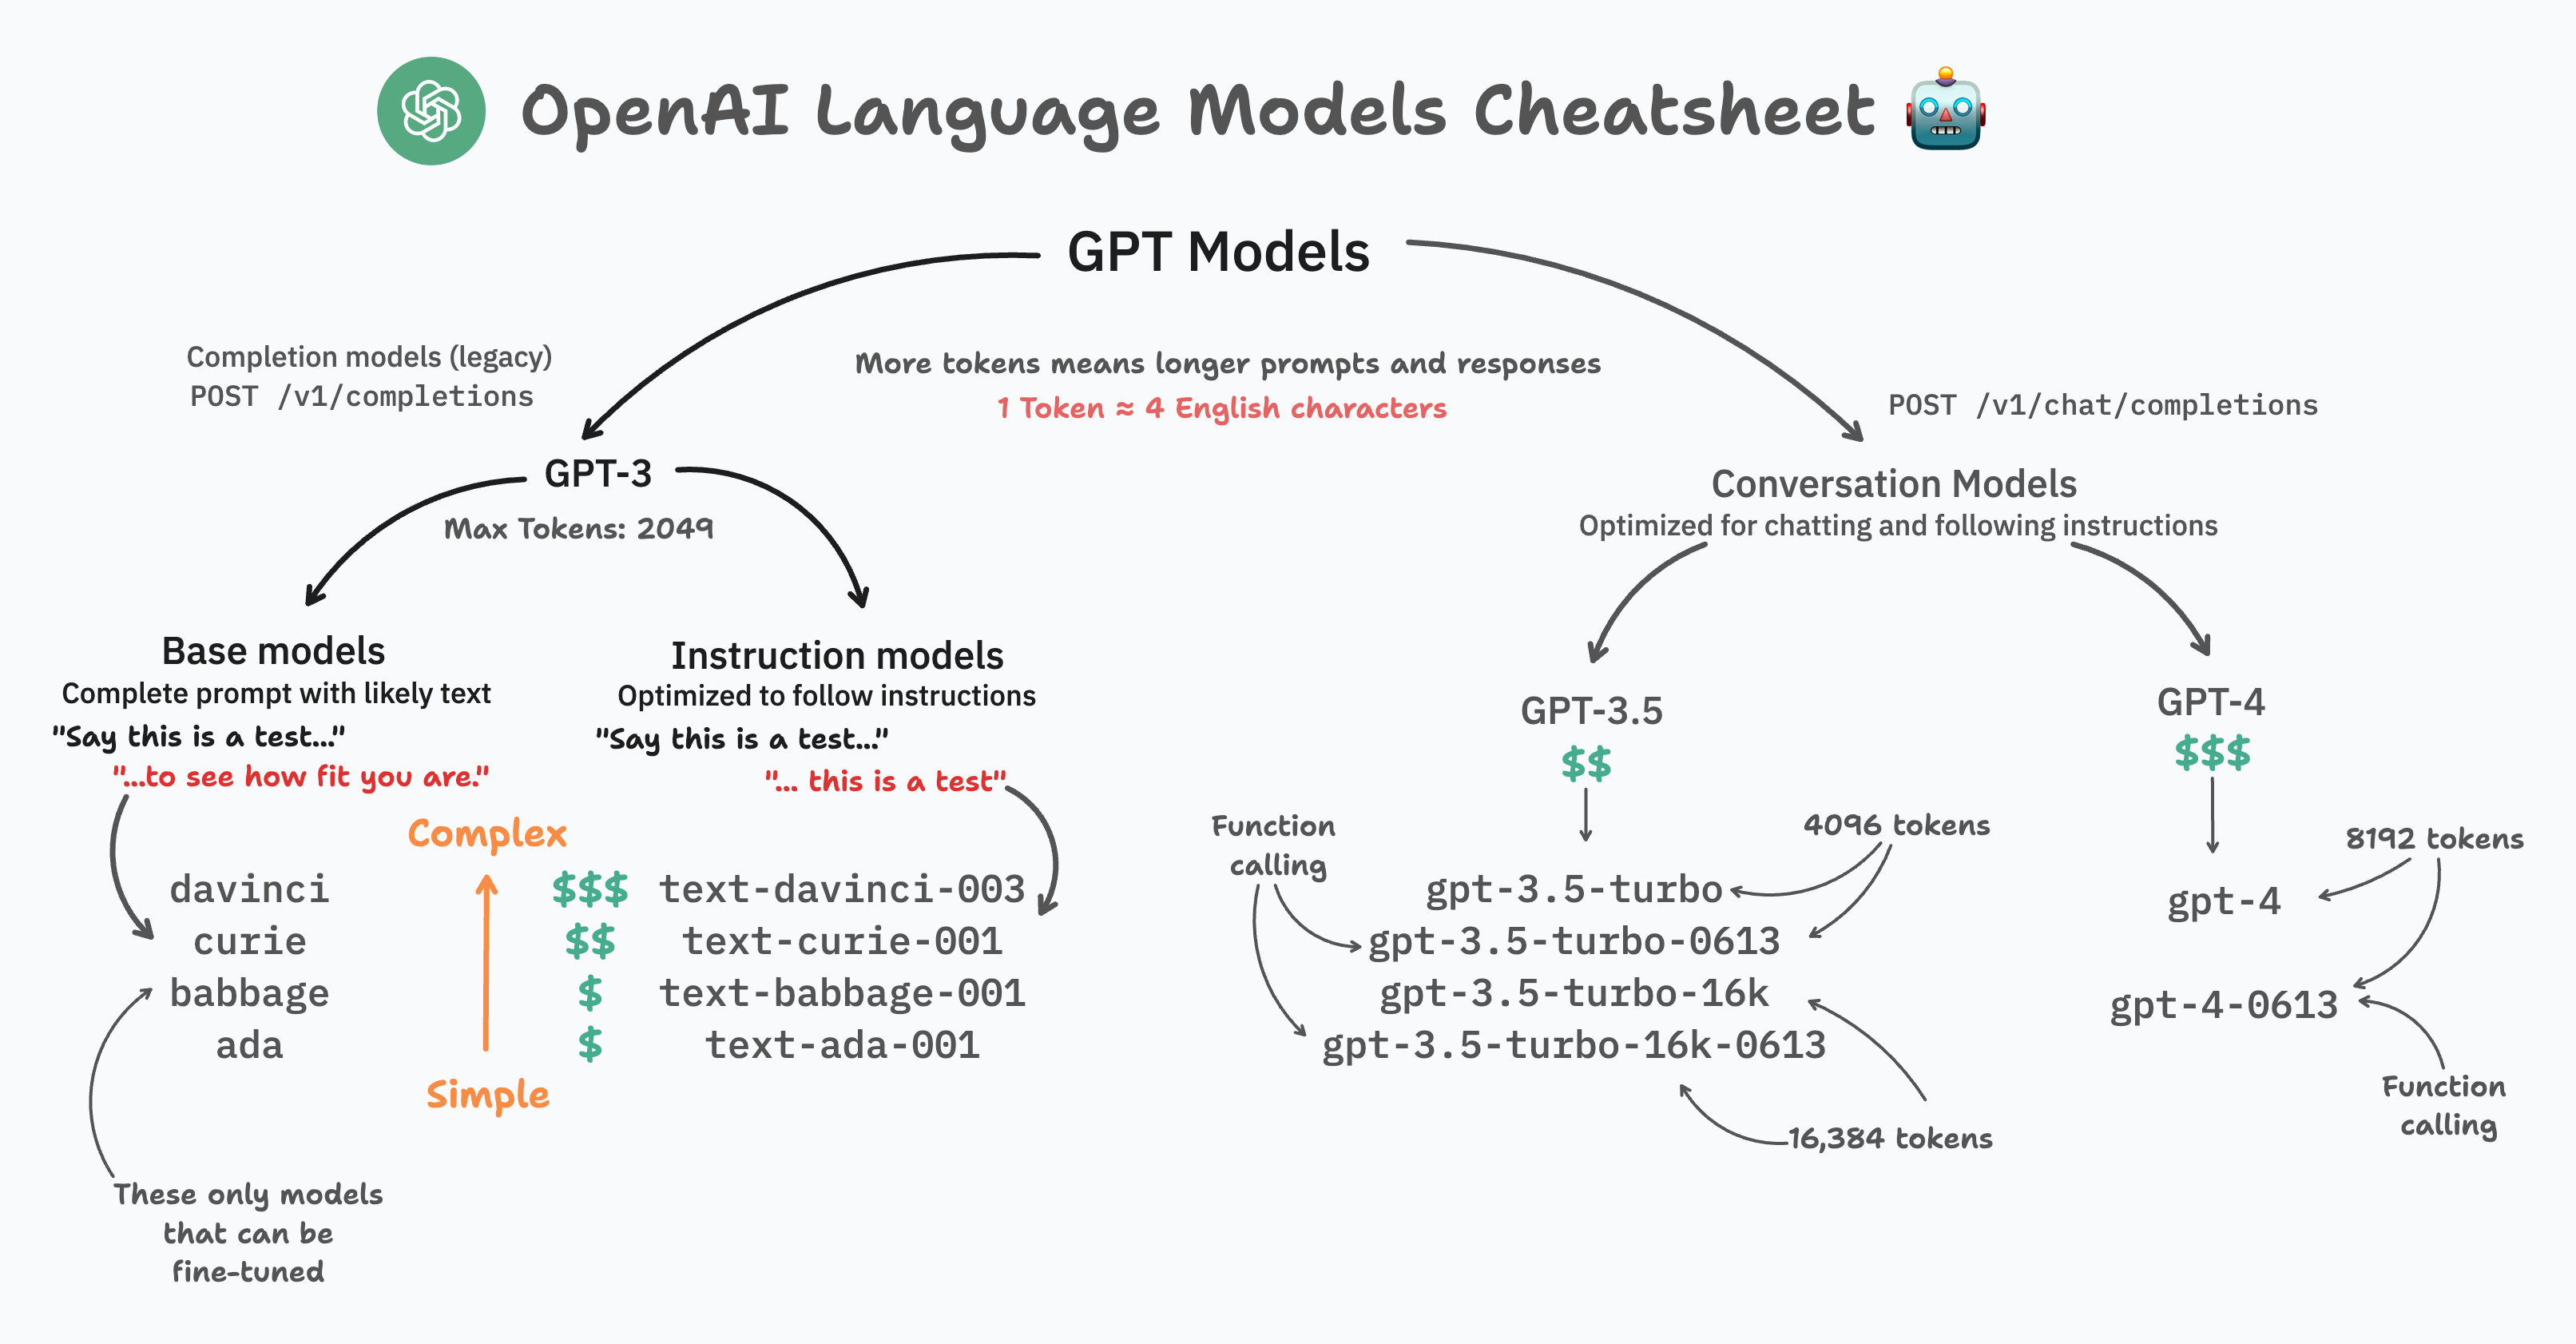 OpenAI Language Models Cheatsheet
GPT Models
Completion models (legacy)
POST /v1/completions
More tokens means longer prompts and responses
1 Token ≈ 4 English characters
POST /v1/chat/completions
GPT-3
Max Tokens: 2049
Conversation Models
Optimized for chatting and following instructions
Base models
Complete prompt with likely text
"Say this is a test..."
"...to see how fit you are."
Instruction models
Optimized to follow instructions
"Say this is a test..."
"... this is a test"
Complex
Simple
davinci
curie
babbage
ada
$$$
$$
$
$
text-davinci-003
text-curie-001
text-babbage-001
text-ada-001
These only models
that can be
fine-tuned
GPT-3.5
$$
Function
calling
4096 tokens
gpt-3.5-turbo
gpt-3.5-turbo-0613
gpt-3.5-turbo-16k
gpt-3.5-turbo-16k-0613
16,384 tokens
GPT-4
$$$
8192 tokens
gpt-4
gpt-4-0613
Function
calling